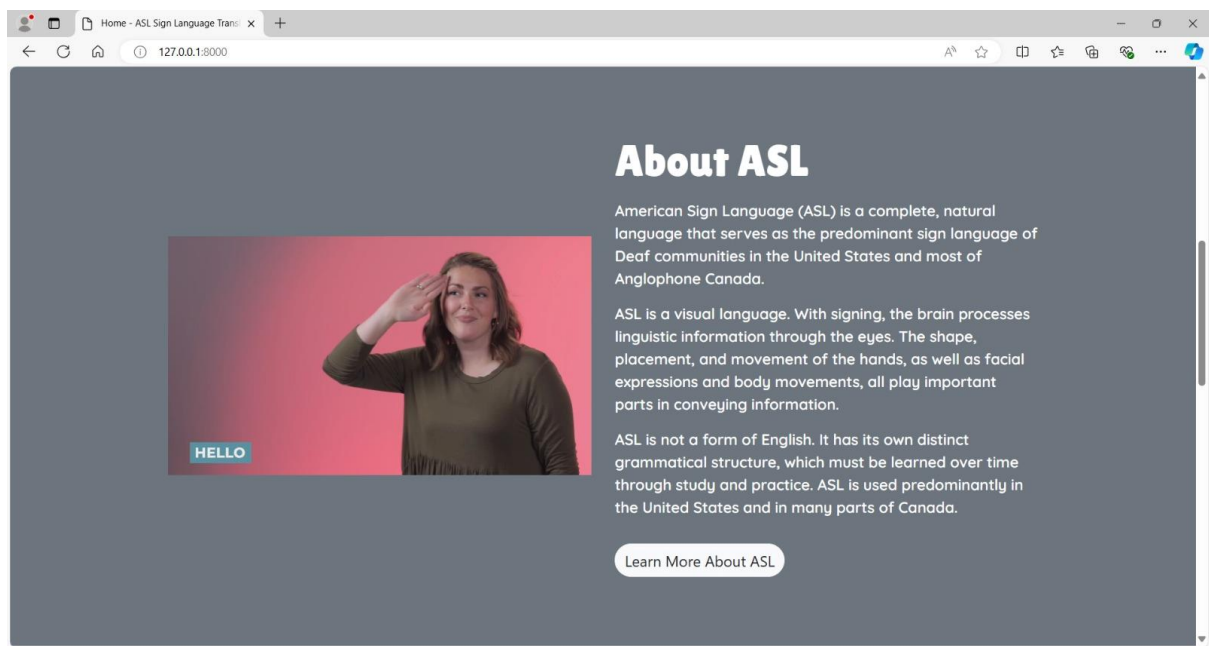 Home - ASL Sign Language Trans
127.0.0.1:8000
About ASL
American Sign Language (ASL) is a complete, natural
language that serves as the predominant sign language of
Deaf communities in the United States and most of
Anglophone Canada.
ASL is a visual language. With signing, the brain processes
linguistic information through the eyes. The shape,
placement, and movement of the hands, as well as facial
expressions and body movements, all play important
parts in conveying information.
HELLO
ASL is not a form of English. It has its own distinct
grammatical structure, which must be learned over time
through study and practice. ASL is used predominantly in
the United States and in many parts of Canada.
Learn More About ASL